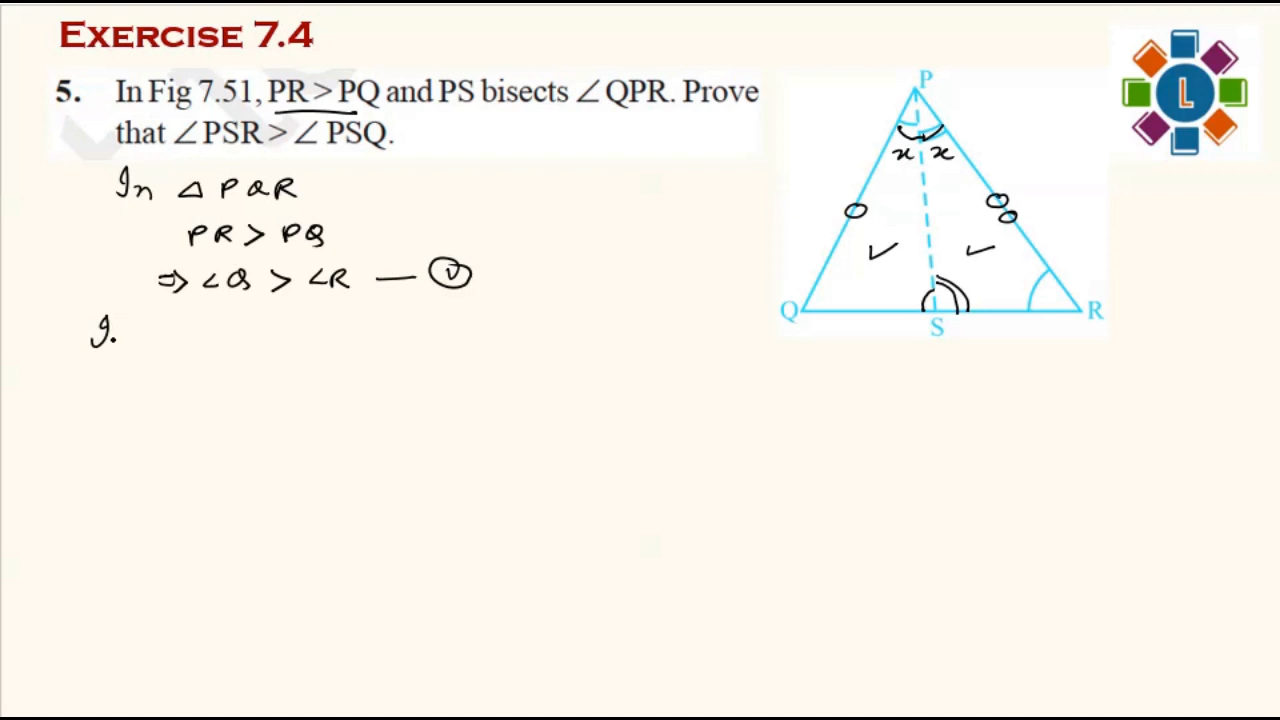 EXERCISE 7.4
5. In Fig 7.51, PR > PQ and PS bisects ∠QPR. Prove
that ∠PSR > ∠ PSQ.
In △ PQR
PR > PQ
⇒ ∠Q > ∠R —
I.
P
x x
Q
S
R
L